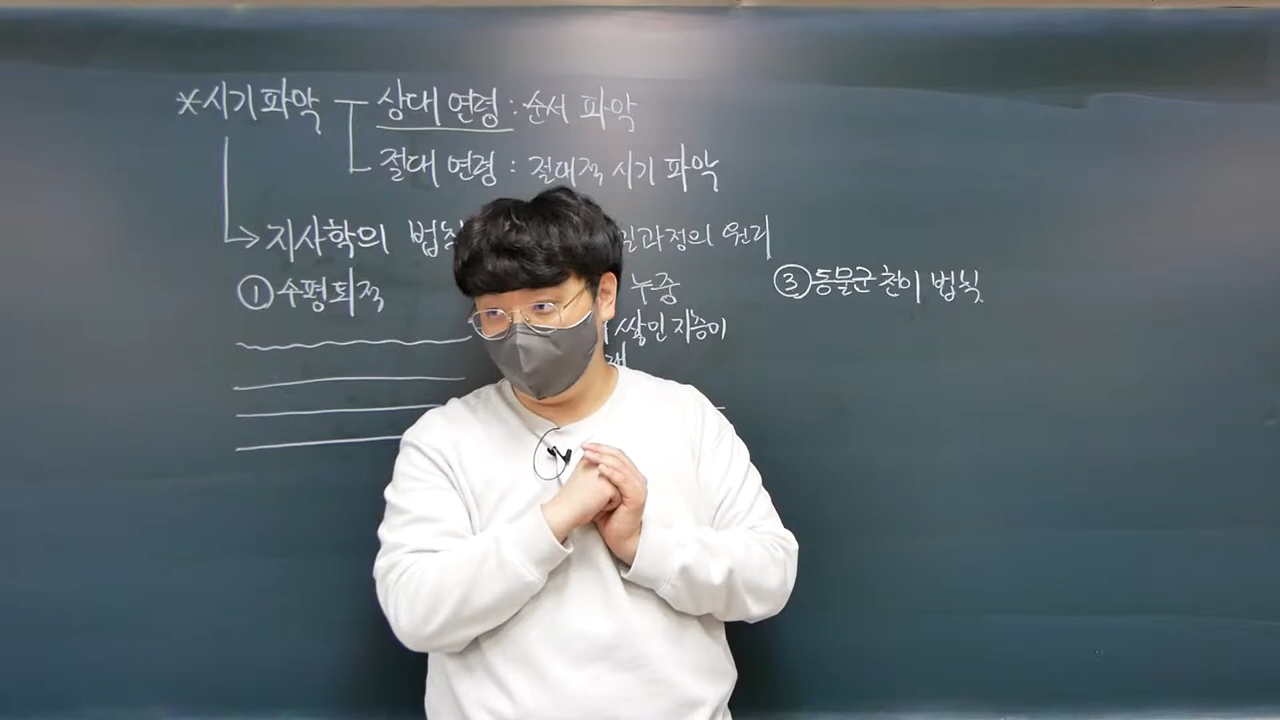 *시기파악 상대 연령 : 순서 파악
절대 연령 : 절대적 시기 파악
→지사학의 법칙 일과정의 원리
①수평퇴적 누중 ③동물군 천이 법칙
쌓인 지층이